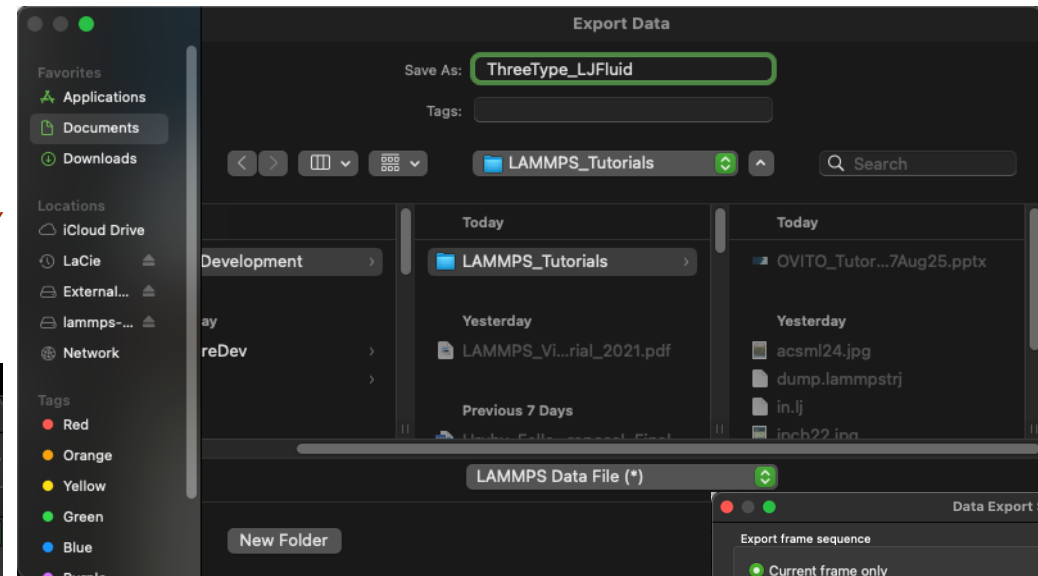 Export Data
Save As: ThreeType_LJFluid
Tags:
LAMMPS_Tutorials
Search
Favorites
Applications
Documents
Downloads
Locations
iCloud Drive
LaCie
External...
lammps-...
Network
Tags
Red
Orange
Yellow
Green
Blue
Purple
Development
ay
reDev
Today
LAMMPS_Tutorials
Yesterday
LAMMPS_Vi...rial_2021.pdf
Previous 7 Days
Today
OVITO_Tutor...7Aug25.pptx
Yesterday
acsml24.jpg
dump.lammpstrj
in.lj
jpcb22.jpg
LAMMPS Data File (*)
New Folder
Data Export
Export frame sequence
Current frame only